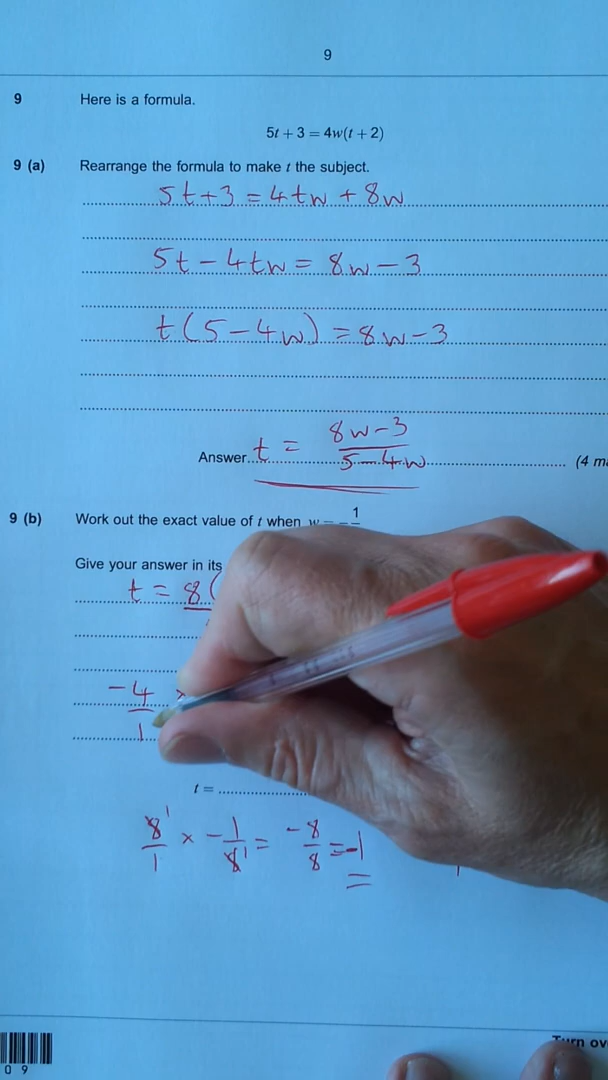 9
9 Here is a formula.
5t + 3 = 4w(t + 2)
9 (a) Rearrange the formula to make t the subject.
5t + 3 = 4tw + 8w
5t - 4tw = 8w - 3
t(5 - 4w) = 8w - 3
8w - 3
Answer t =
5 - 4w
(4
9 (b) Work out the exact value of t when w = - 1
Give your answer in its
t = 8(
-4 ×
1
t =
8 1 × - 1 = -8 = -1
1 8 1 8
Turn
0 9